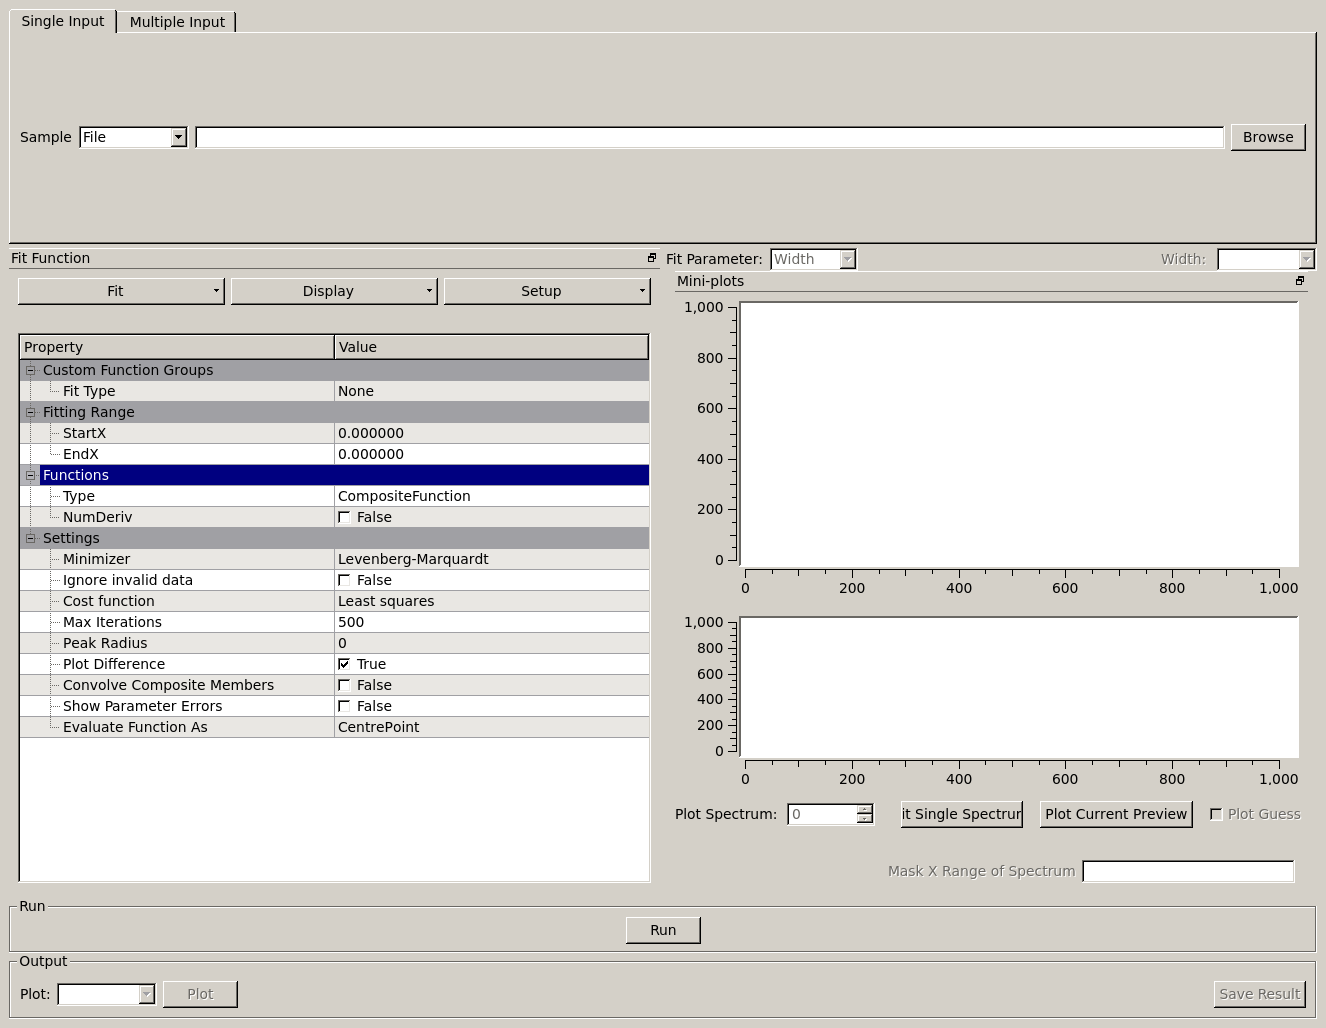 Single Input Multiple Input
Sample File Browse
Fit Function
Fit Parameter: Width Width:
Fit Display Setup
Property Value
Custom Function Groups
Fit Type None
Fitting Range
StartX 0.000000
EndX 0.000000
Functions
Type CompositeFunction
NumDeriv False
Settings
Minimizer Levenberg-Marquardt
Ignore invalid data False
Cost function Least squares
Max Iterations 500
Peak Radius 0
Plot Difference True
Convolve Composite Members False
Show Parameter Errors False
Evaluate Function As CentrePoint
Mini-plots
1,000
800
600
400
200
0
0 200 400 600 800 1,000
1,000
800
600
400
200
0
0 200 400 600 800 1,000
Plot Spectrum: 0 it Single Spectrur Plot Current Preview Plot Guess
Mask X Range of Spectrum
Run
Run
Output
Plot: Plot Save Result